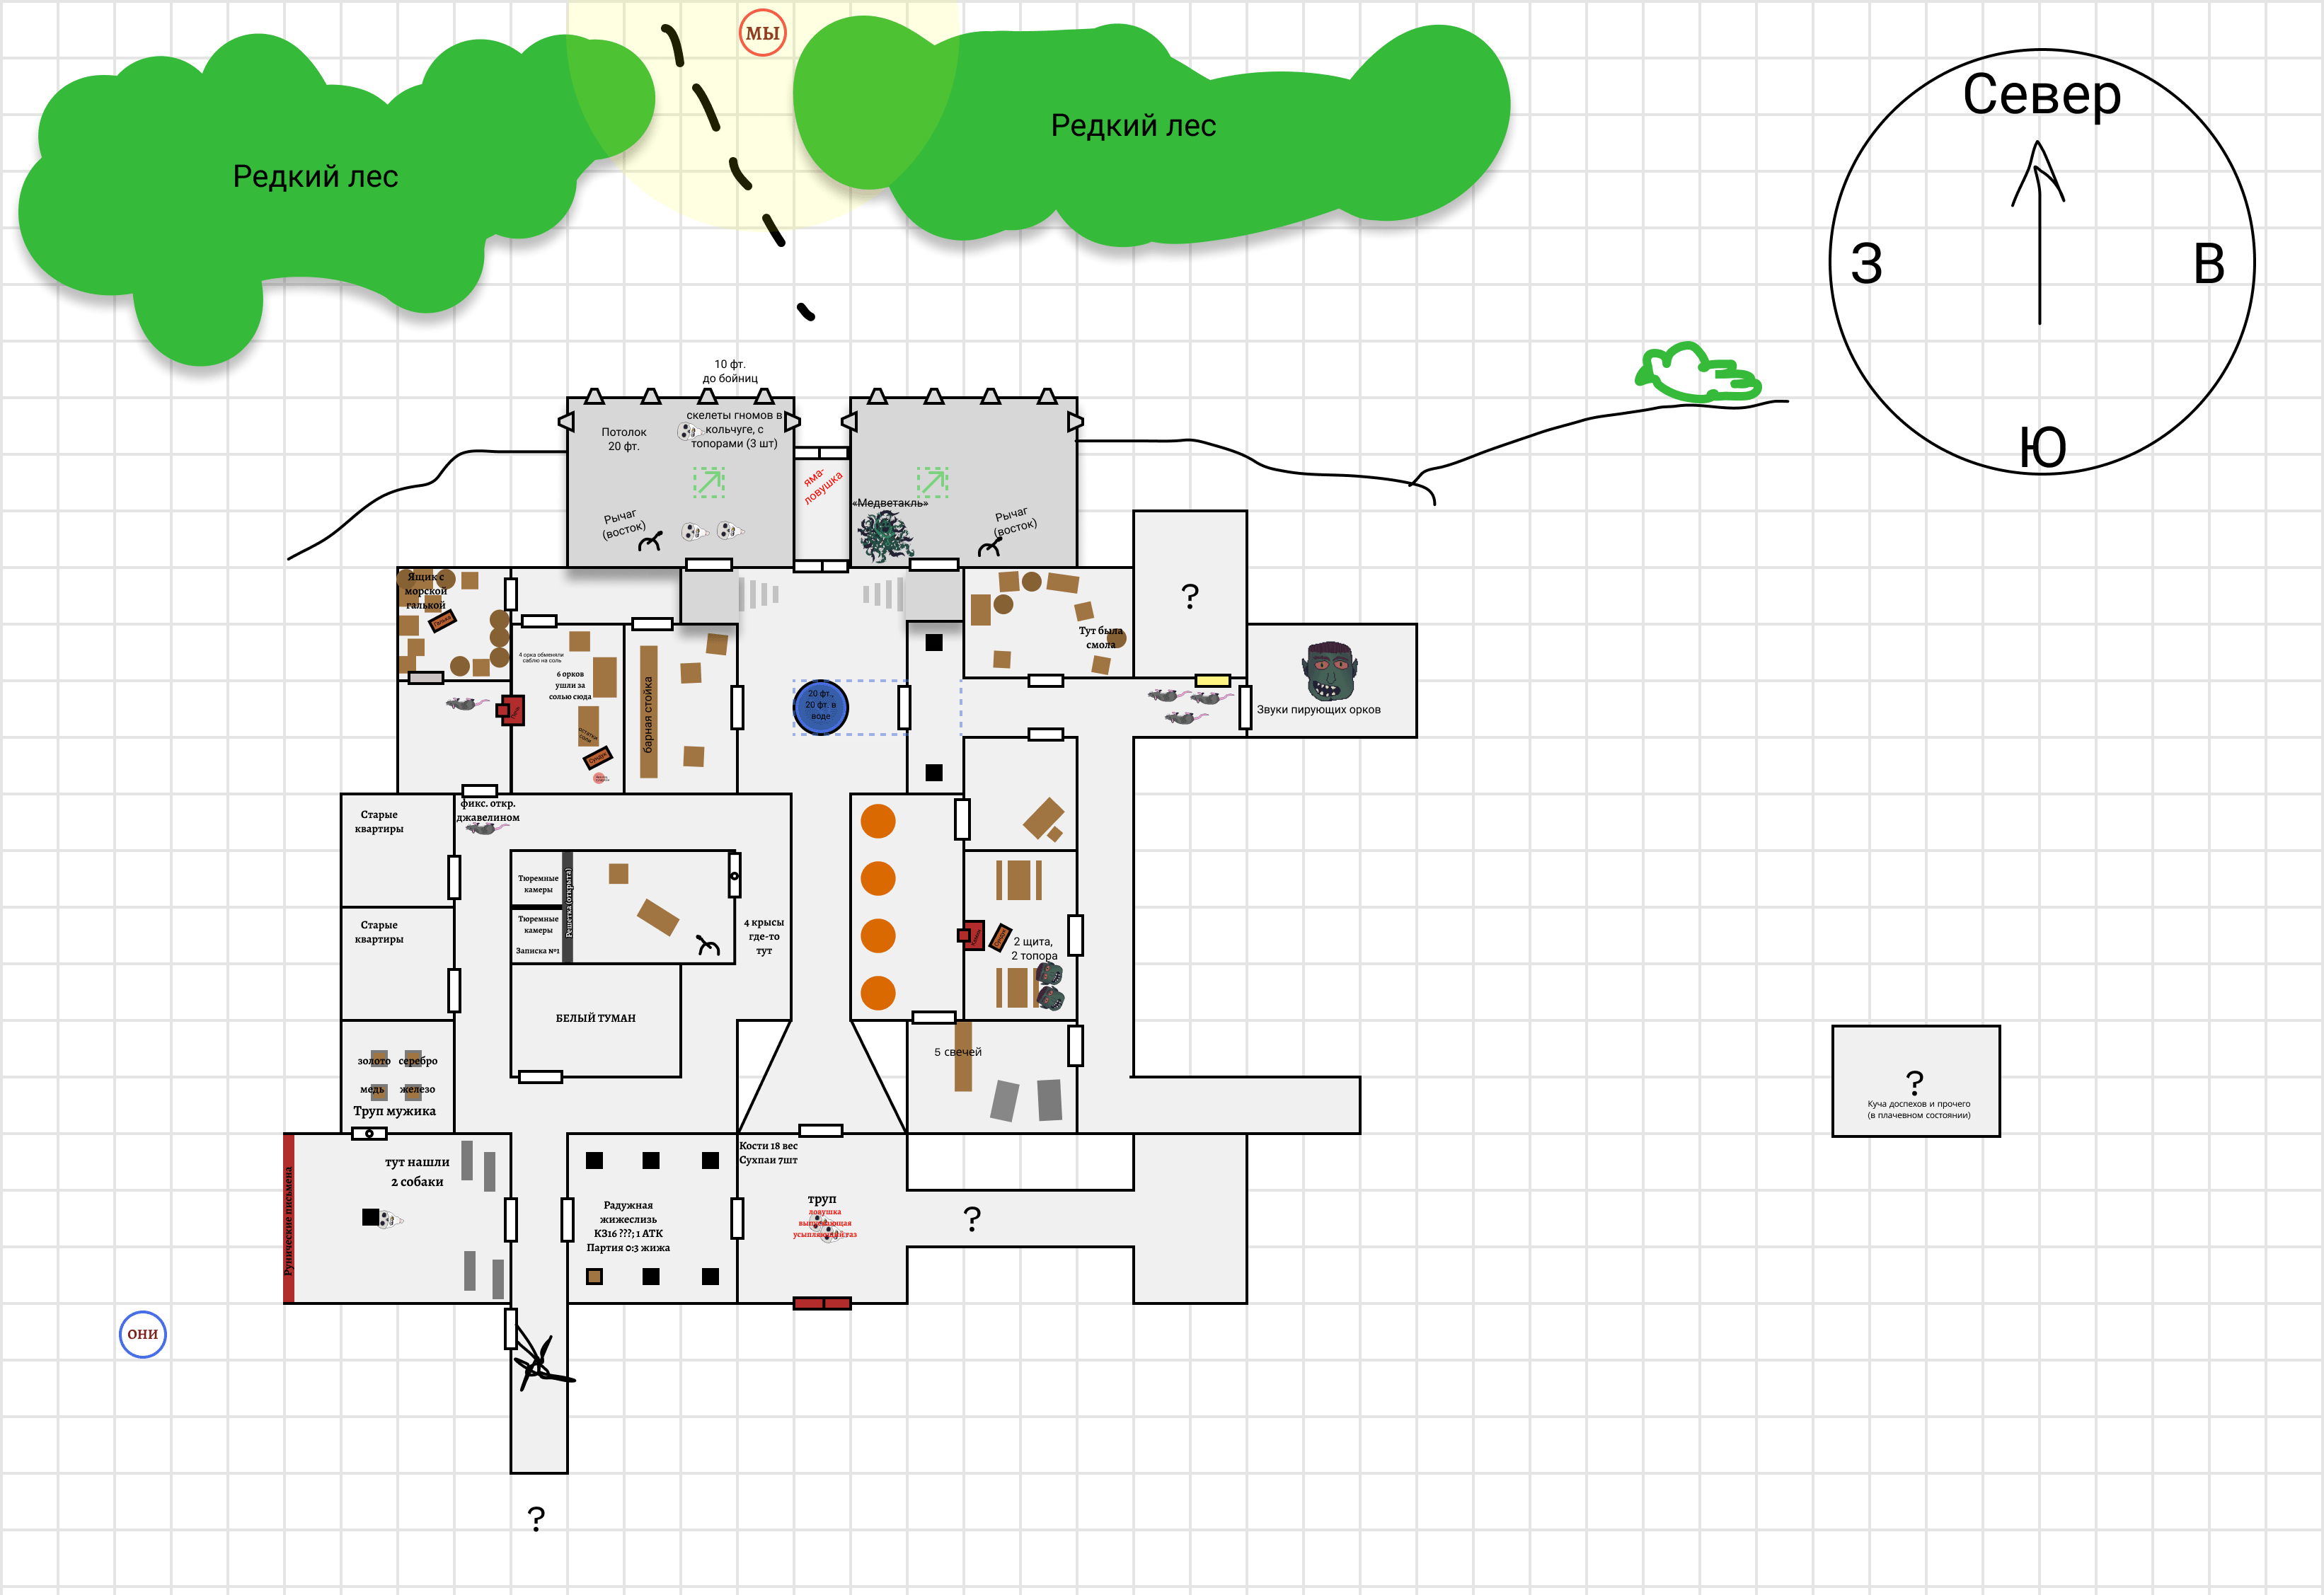 МЫ
Север
З
В
Ю
Редкий лес
Редкий лес
10 фт.
до бойниц
Потолок
20 фт.
скелеты гномов в
кольчуге, с
топорами (3 шт)
яма-
ловушка
«Медветакль»
Рычаг
(восток)
Рычаг
(восток)
Ящик с
морской
галькой
Галька
4 орка обменяли
саблю на соль
6 орков
ушли за
солью сюда
остатки
соли
Сундук
барная стойка
20 фт.,
20 фт. в
воде
Тут была
смола
?
Звуки пирующих орков
фикс. откр.
джавелином
Старые
квартиры
Старые
квартиры
Тюремные
камеры
Тюремные
камеры
Записка №1
Решетка (открыта)
4 крысы
где-то
тут
2 щита,
2 топора
Сундук
БЕЛЫЙ ТУМАН
5 свечей
золото серебро
медь железо
Труп мужика
?
Куча доспехов и прочего
(в плачевном состоянии)
Рунические письмена
тут нашли
2 собаки
Радужная
жижеслизь
КЗ16 ???; 1 АТК
Партия 0:3 жижа
Кости 18 вес
Сухпаи 7шт
труп
ловушка
выпускающая
усыпляющий газ
?
ОНИ
?